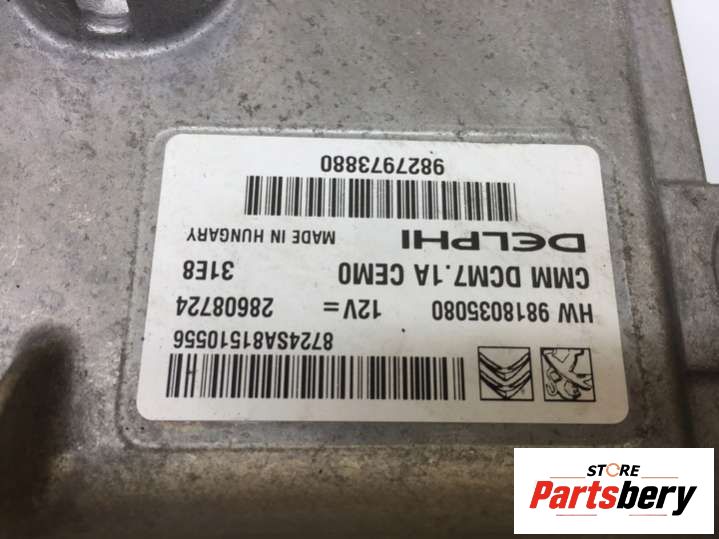 8724SA81510556
HW 9818035080 12V= 28608724
CMM DCM7.1A CEM0 31E8
DELPHI MADE IN HUNGARY
9827973880
STORE
Partsbery